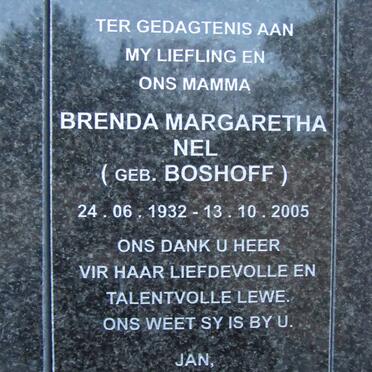 TER GEDAGTENIS AAN
MY LIEFLING EN
ONS MAMMA
BRENDA MARGARETHA
NEL
( GEB. BOSHOFF )
24 . 06 . 1932 - 13 . 10 . 2005
ONS DANK U HEER
VIR HAAR LIEFDEVOLLE EN
TALENTVOLLE LEWE.
ONS WEET SY IS BY U.
JAN,